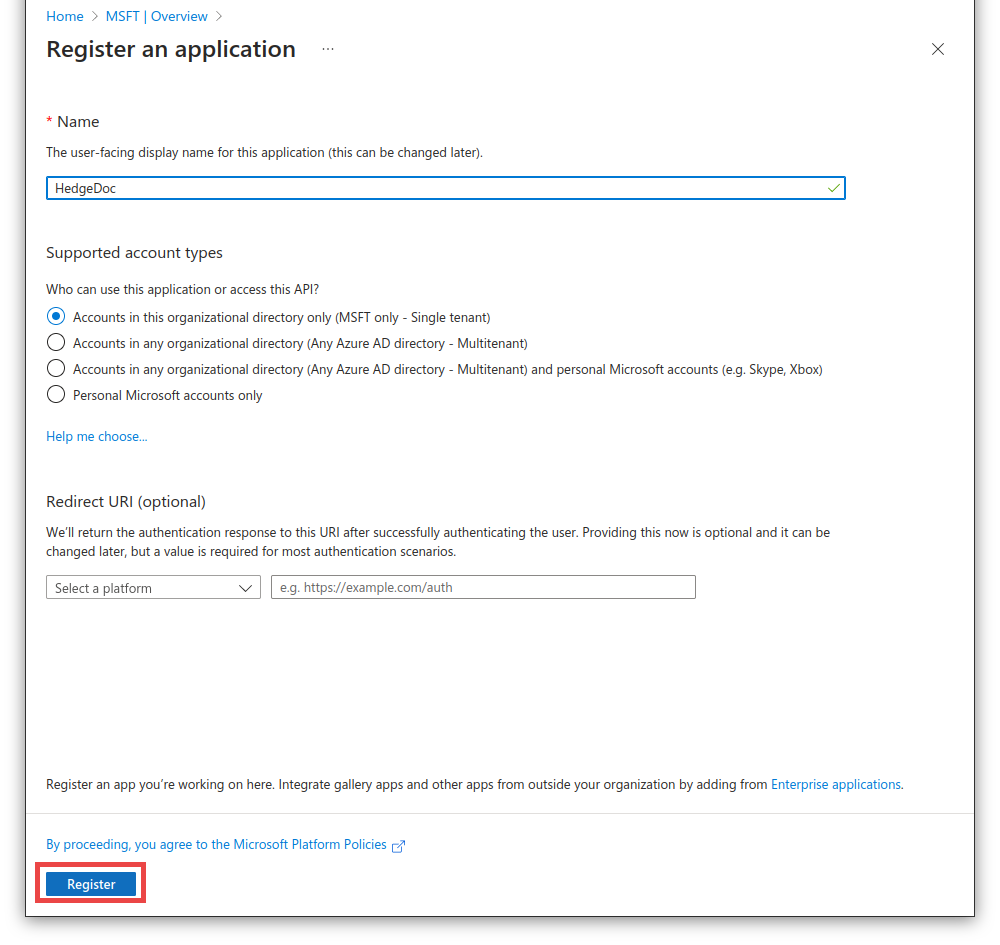 Home > MSFT | Overview >
Register an application ...
* Name
The user-facing display name for this application (this can be changed later).
HedgeDoc
Supported account types
Who can use this application or access this API?
Accounts in this organizational directory only (MSFT only - Single tenant)
Accounts in any organizational directory (Any Azure AD directory - Multitenant)
Accounts in any organizational directory (Any Azure AD directory - Multitenant) and personal Microsoft accounts (e.g. Skype, Xbox)
Personal Microsoft accounts only
Help me choose...
Redirect URI (optional)
We'll return the authentication response to this URI after successfully authenticating the user. Providing this now is optional and it can be
changed later, but a value is required for most authentication scenarios.
Select a platform e.g. https://example.com/auth
Register an app you're working on here. Integrate gallery apps and other apps from outside your organization by adding from Enterprise applications.
By proceeding, you agree to the Microsoft Platform Policies
Register